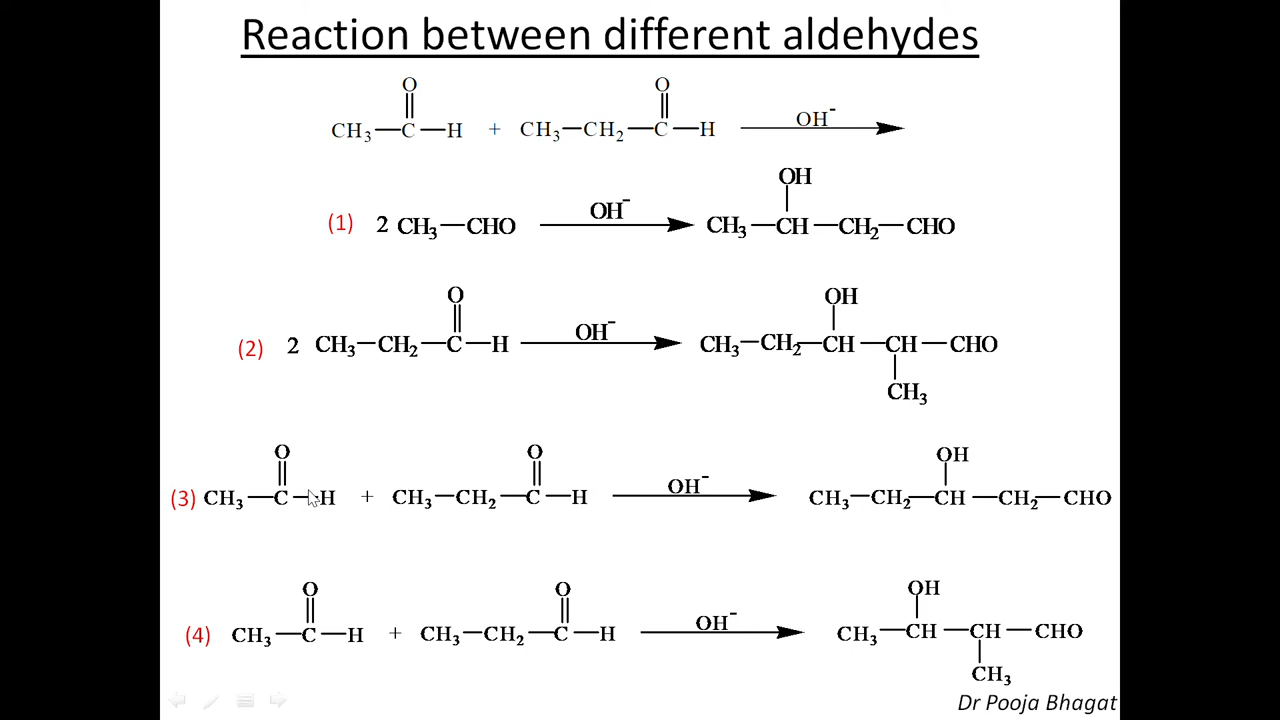 Reaction between different aldehydes
O O
CH₃—C—H + CH₃—CH₂—C—H OH⁻
OH
(1) 2 CH₃—CHO OH⁻ CH₃—CH—CH₂—CHO
O OH
(2) 2 CH₃—CH₂—C—H OH⁻ CH₃—CH₂—CH—CH—CHO
CH₃
O O OH
(3) CH₃—C—H + CH₃—CH₂—C—H OH⁻ CH₃—CH₂—CH—CH₂—CHO
O O OH
(4) CH₃—C—H + CH₃—CH₂—C—H OH⁻ CH₃—CH—CH—CHO
CH₃
Dr Pooja Bhagat